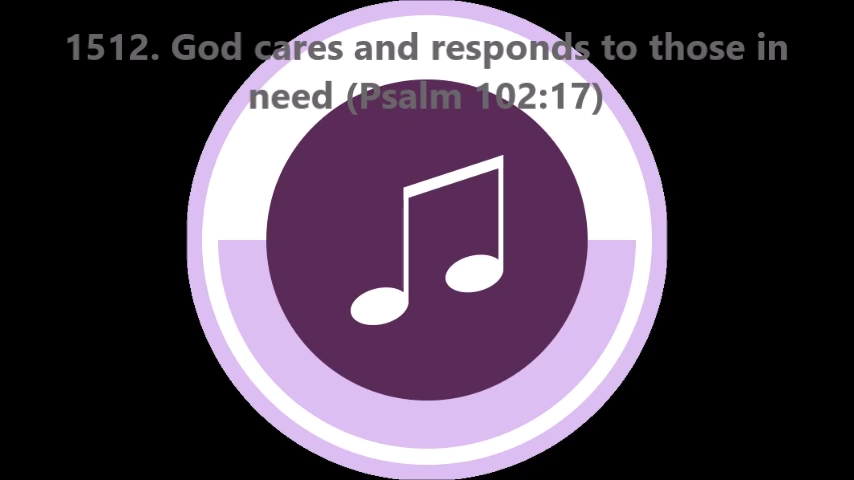 1512. God cares and responds to those in
need (Psalm 102:17)